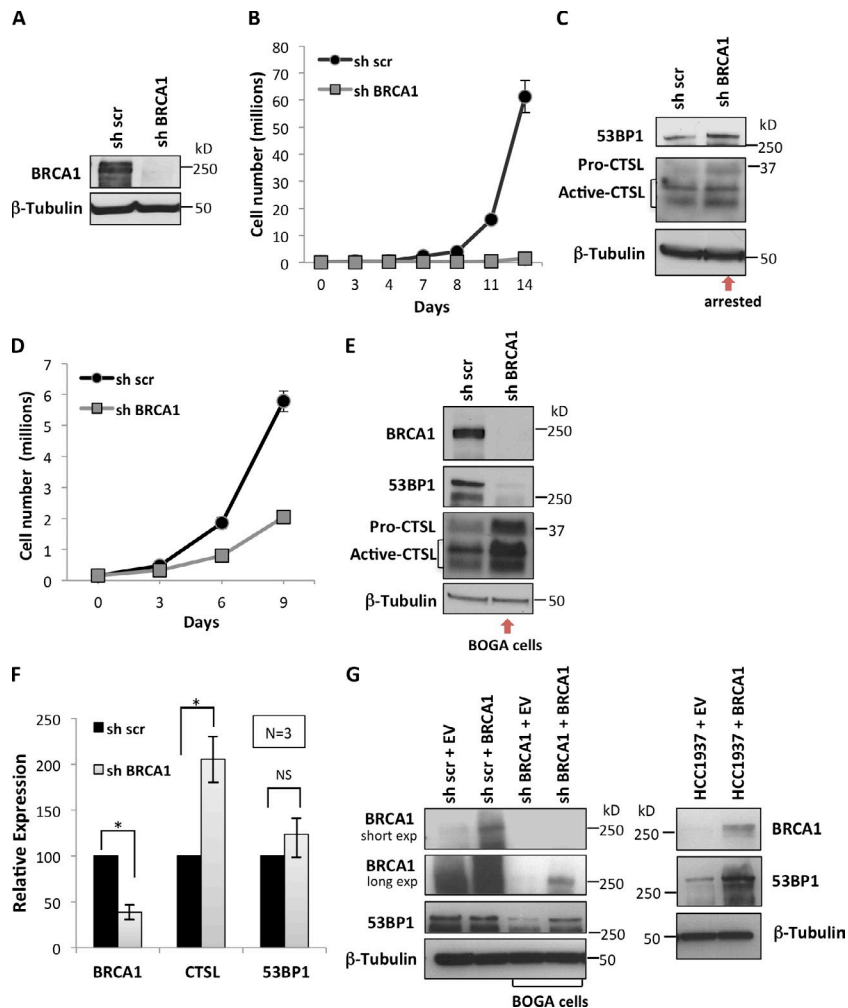 A
sh scr
sh BRCA1
kD
BRCA1
250
β-Tubulin
50
B
sh scr
sh BRCA1
Cell number (millions)
80
70
60
50
40
30
20
10
0
0 3 4 7 8 11 14
Days
C
sh scr
sh BRCA1
kD
53BP1
250
Pro-CTSL
37
Active-CTSL
β-Tubulin
50
arrested
D
sh scr
sh BRCA1
Cell number (millions)
7
6
5
4
3
2
1
0
0 3 6 9
Days
E
sh scr
sh BRCA1
kD
BRCA1
250
53BP1
250
Pro-CTSL
37
Active-CTSL
β-Tubulin
50
BOGA cells
F
sh scr
sh BRCA1
Relative Expression
250
200
150
100
50
0
*
*
N=3
NS
BRCA1 CTSL 53BP1
G
sh scr + EV
sh scr + BRCA1
sh BRCA1 + EV
sh BRCA1 + BRCA1
kD
BRCA1
short exp
250
BRCA1
long exp
250
53BP1
250
β-Tubulin
50
BOGA cells
HCC1937 + EV
HCC1937 + BRCA1
kD
250
BRCA1
250
53BP1
50
β-Tubulin